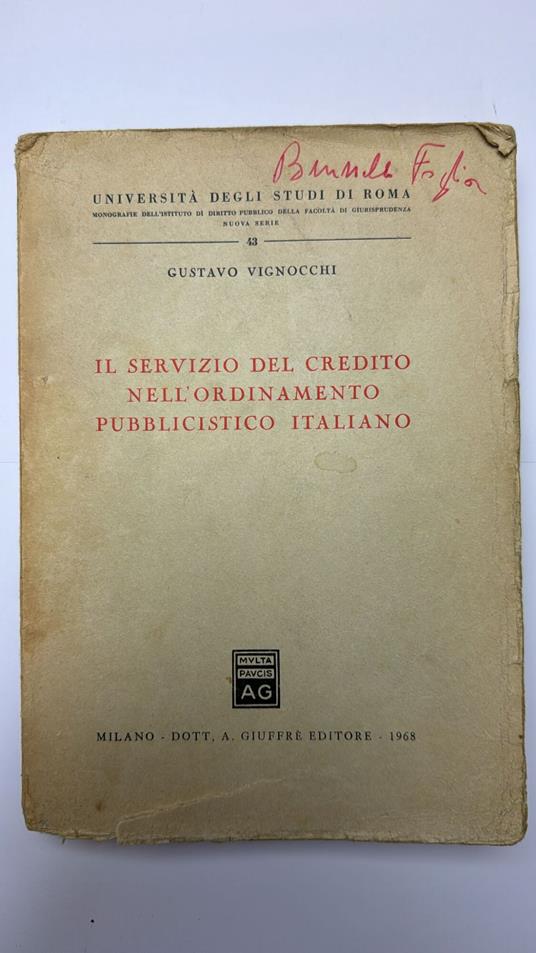 UNIVERSITÀ DEGLI STUDI DI ROMA
MONOGRAFIE DELL'ISTITUTO DI DIRITTO PUBBLICO DELLA FACOLTÀ DI GIURISPRUDENZA
NUOVA SERIE
43
GUSTAVO VIGNOCCHI
IL SERVIZIO DEL CREDITO
NELL'ORDINAMENTO
PUBBLICISTICO ITALIANO
MVLTA
PAVCIS
AG
MILANO - DOTT. A. GIUFFRÈ EDITORE - 1968